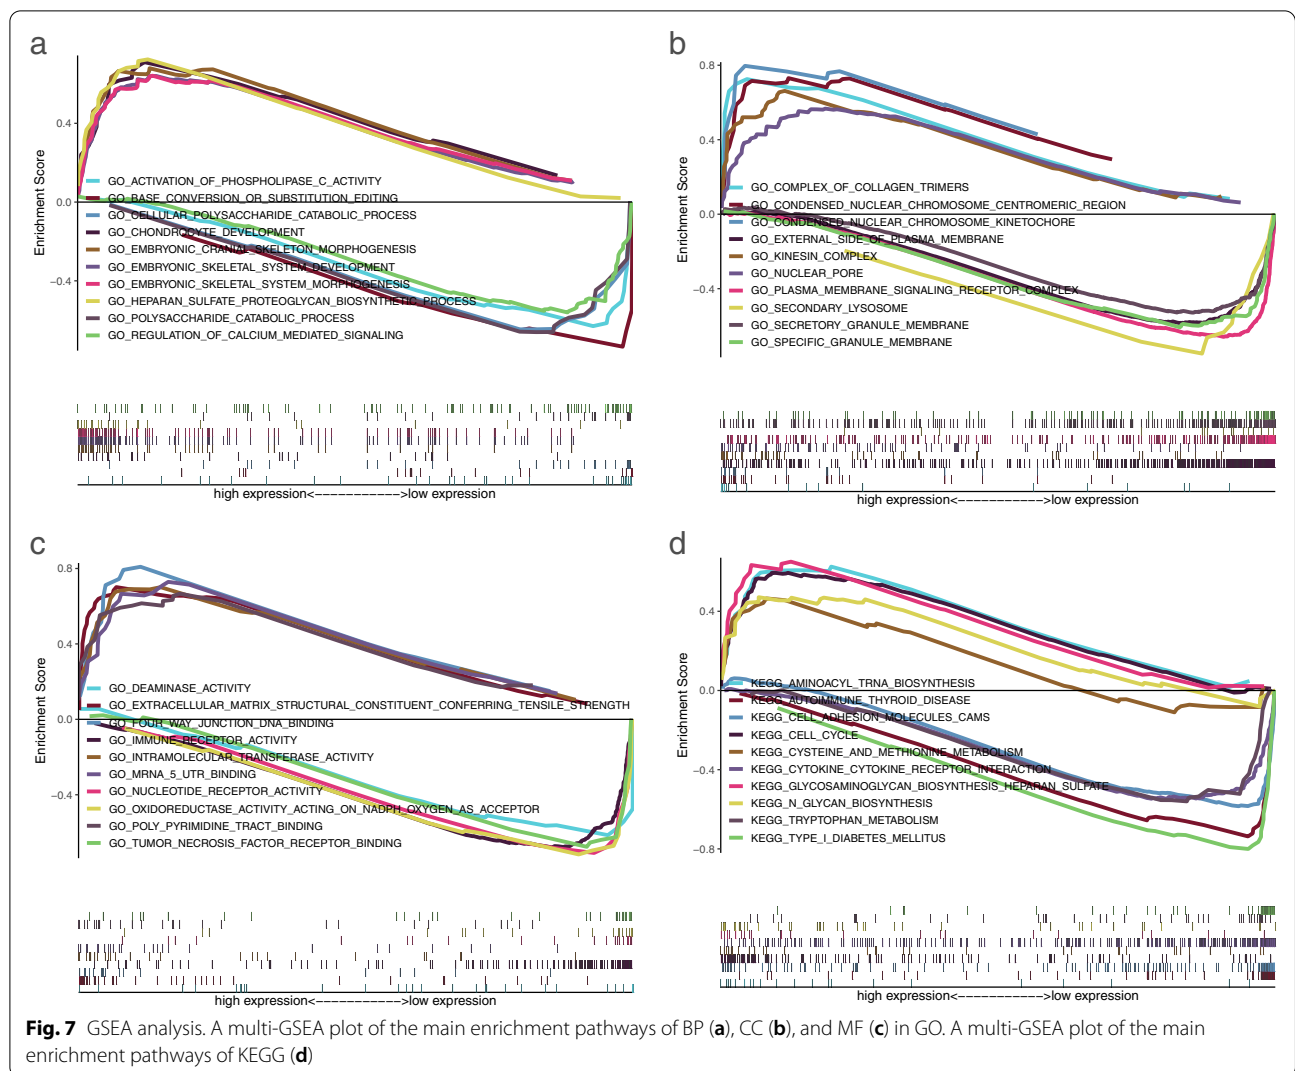 a
Enrichment Score
0.4
0.0
−0.4
GO_ACTIVATION_OF_PHOSPHOLIPASE_C_ACTIVITY
GO_BASE_CONVERSION_OR_SUBSTITUTION_EDITING
GO_CELLULAR_POLYSACCHARIDE_CATABOLIC_PROCESS
GO_CHONDROCYTE_DEVELOPMENT
GO_EMBRYONIC_CRANIAL_SKELETON_MORPHOGENESIS
GO_EMBRYONIC_SKELETAL_SYSTEM_DEVELOPMENT
GO_EMBRYONIC_SKELETAL_SYSTEM_MORPHOGENESIS
GO_HEPARAN_SULFATE_PROTEOGLYCAN_BIOSYNTHETIC_PROCESS
GO_POLYSACCHARIDE_CATABOLIC_PROCESS
GO_REGULATION_OF_CALCIUM_MEDIATED_SIGNALING
high expression<−−−−−−−−−−−>low expression
b
Enrichment Score
0.8
0.4
0.0
−0.4
GO_COMPLEX_OF_COLLAGEN_TRIMERS
GO_CONDENSED_NUCLEAR_CHROMOSOME_CENTROMERIC_REGION
GO_CONDENSED_NUCLEAR_CHROMOSOME_KINETOCHORE
GO_EXTERNAL_SIDE_OF_PLASMA_MEMBRANE
GO_KINESIN_COMPLEX
GO_NUCLEAR_PORE
GO_PLASMA_MEMBRANE_SIGNALING_RECEPTOR_COMPLEX
GO_SECONDARY_LYSOSOME
GO_SECRETORY_GRANULE_MEMBRANE
GO_SPECIFIC_GRANULE_MEMBRANE
high expression<−−−−−−−−−−−>low expression
c
Enrichment Score
0.8
0.4
0.0
−0.4
GO_DEAMINASE_ACTIVITY
GO_EXTRACELLULAR_MATRIX_STRUCTURAL_CONSTITUENT_CONFERRING_TENSILE_STRENGTH
GO_FOUR_WAY_JUNCTION_DNA_BINDING
GO_IMMUNE_RECEPTOR_ACTIVITY
GO_INTRAMOLECULAR_TRANSFERASE_ACTIVITY
GO_MRNA_5_UTR_BINDING
GO_NUCLEOTIDE_RECEPTOR_ACTIVITY
GO_OXIDOREDUCTASE_ACTIVITY_ACTING_ON_NADPH_OXYGEN_AS_ACCEPTOR
GO_POLY_PYRIMIDINE_TRACT_BINDING
GO_TUMOR_NECROSIS_FACTOR_RECEPTOR_BINDING
high expression<−−−−−−−−−−−>low expression
d
Enrichment Score
0.4
0.0
−0.4
−0.8
KEGG_AMINOACYL_TRNA_BIOSYNTHESIS
KEGG_AUTOIMMUNE_THYROID_DISEASE
KEGG_CELL_ADHESION_MOLECULES_CAMS
KEGG_CELL_CYCLE
KEGG_CYSTEINE_AND_METHIONINE_METABOLISM
KEGG_CYTOKINE_CYTOKINE_RECEPTOR_INTERACTION
KEGG_GLYCOSAMINOGLYCAN_BIOSYNTHESIS_HEPARAN_SULFATE
KEGG_N_GLYCAN_BIOSYNTHESIS
KEGG_TRYPTOPHAN_METABOLISM
KEGG_TYPE_I_DIABETES_MELLITUS
high expression<−−−−−−−−−−−>low expression
Fig. 7 GSEA analysis. A multi-GSEA plot of the main enrichment pathways of BP (a), CC (b), and MF (c) in GO. A multi-GSEA plot of the main
enrichment pathways of KEGG (d)